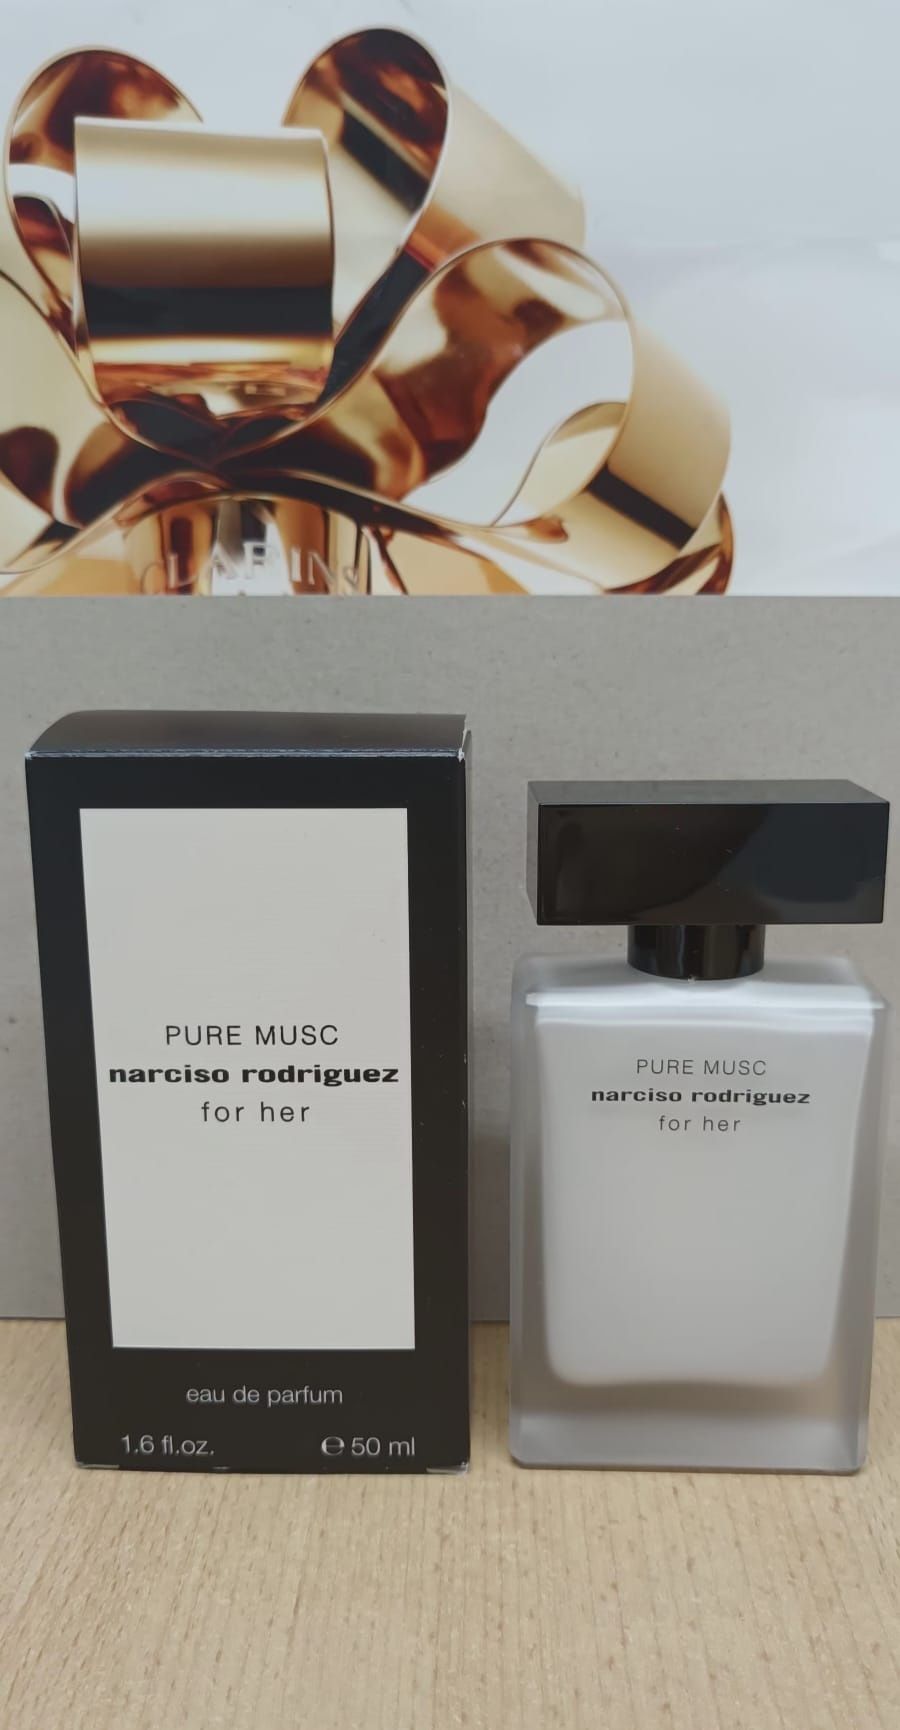 CLARINS
PURE MUSC
narciso rodriguez
for her
eau de parfum
1.6 fl.oz. ℮ 50 ml
PURE MUSC
narciso rodriguez
for her